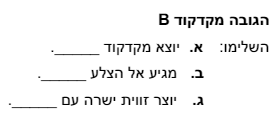 הגובה מקדקוד B
השלימו: א. יוצא מקדקוד ______.
ב. מגיע אל הצלע ______.
ג. יוצר זווית ישרה עם ______.